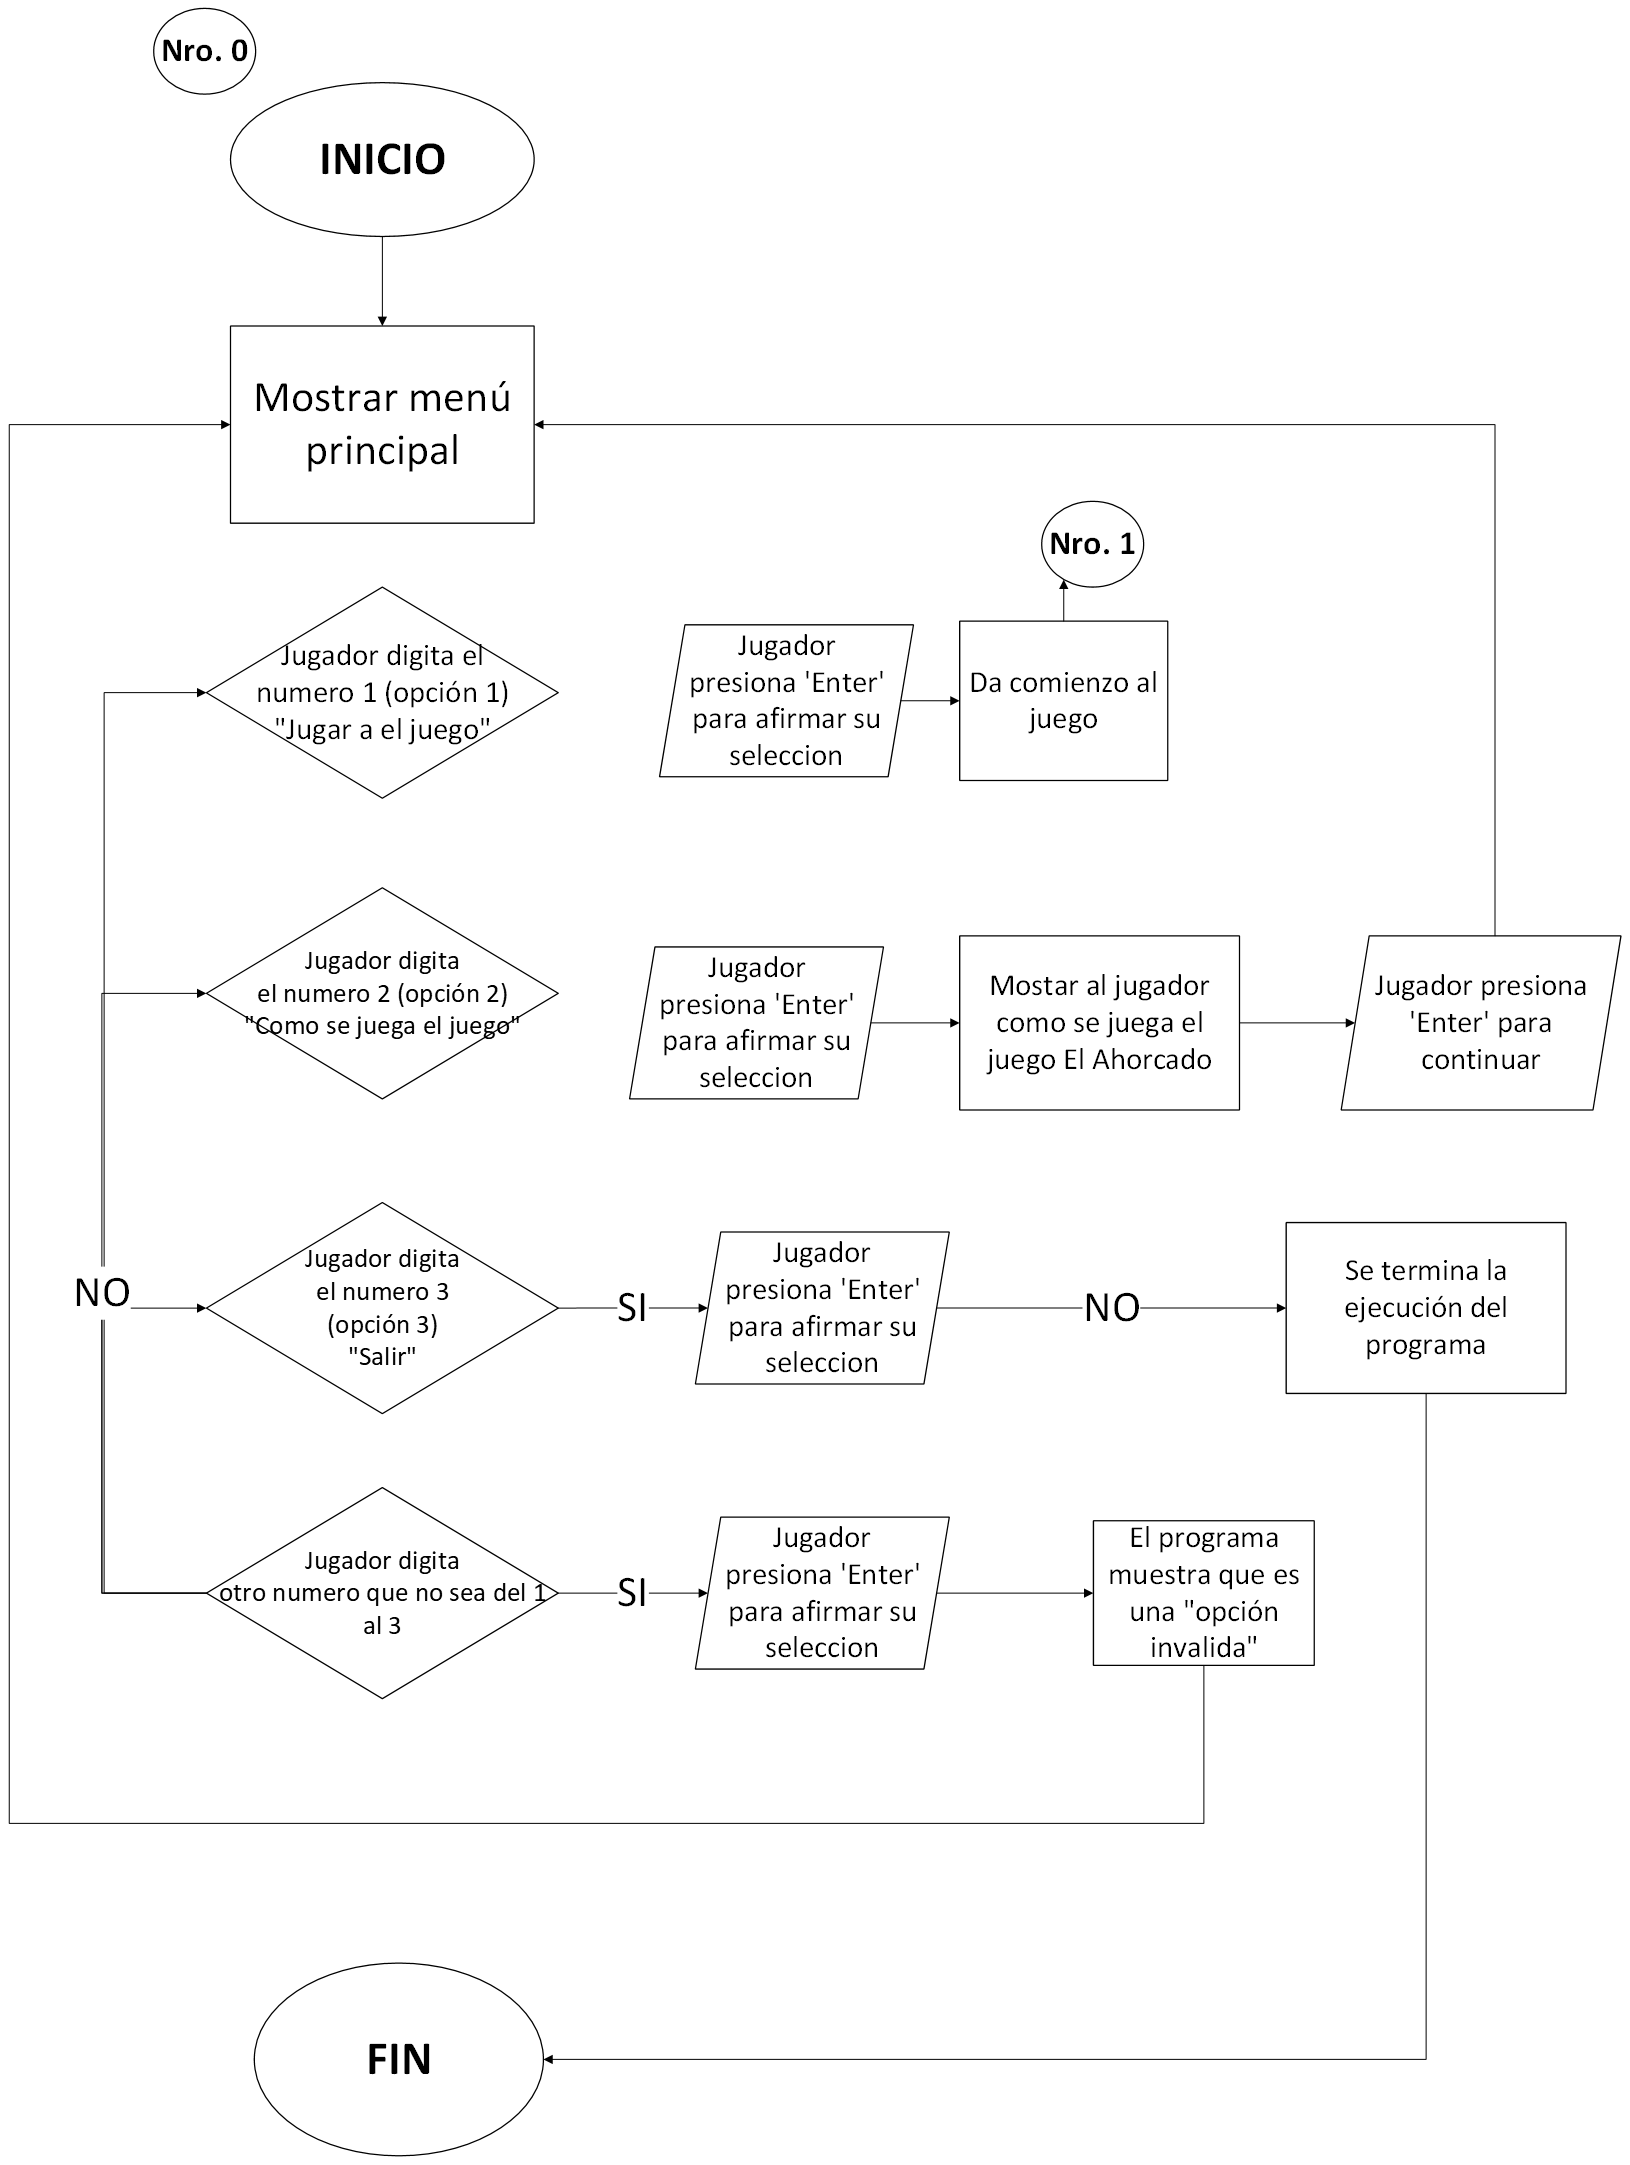 Nro. 0
INICIO
Mostrar menú
principal
Nro. 1
Jugador digita el
numero 1 (opción 1)
"Jugar a el juego"
Jugador
presiona 'Enter'
para afirmar su
seleccion
Da comienzo al
juego
Jugador digita
el numero 2 (opción 2)
"Como se juega el juego"
Jugador
presiona 'Enter'
para afirmar su
seleccion
Mostar al jugador
como se juega el
juego El Ahorcado
Jugador presiona
'Enter' para
continuar
NO
Jugador digita
el numero 3
(opción 3)
"Salir"
SI
Jugador
presiona 'Enter'
para afirmar su
seleccion
NO
Se termina la
ejecución del
programa
Jugador digita
otro numero que no sea del 1
al 3
SI
Jugador
presiona 'Enter'
para afirmar su
seleccion
El programa
muestra que es
una "opción
invalida"
FIN